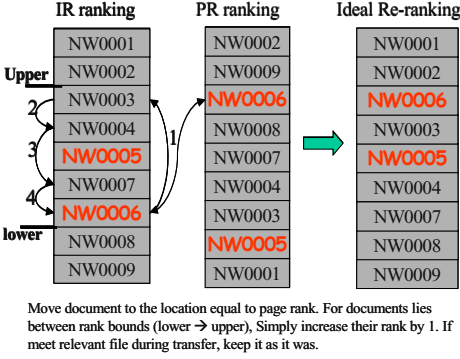 IR ranking
PR ranking
Ideal Re-ranking
NW0001
NW0002
NW0003
NW0004
NW0005
NW0007
NW0006
NW0008
NW0009
Upper
2
3
4
lower
1
NW0002
NW0009
NW0006
NW0008
NW0007
NW0004
NW0003
NW0005
NW0001
NW0001
NW0002
NW0006
NW0003
NW0005
NW0004
NW0007
NW0008
NW0009
Move document to the location equal to page rank. For documents lies
between rank bounds (lower → upper), Simply increase their rank by 1. If
meet relevant file during transfer, keep it as it was.